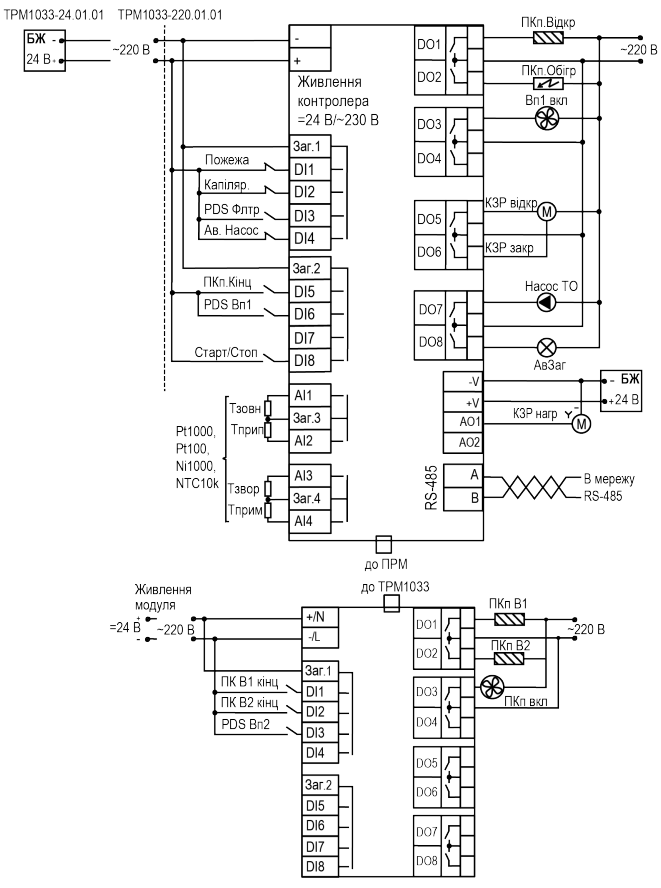 ТРМ1033-24.01.01
ТРМ1033-220.01.01
БЖ -
24 В +
~220 В
-
+
Живлення
контролера
=24 В/~230 В
Заг.1
Пожежа
DI1
Капіляр.
DI2
PDS Флтр
DI3
Ав. Насос
DI4
Заг.2
ПКп.Кінц
DI5
PDS Вп1
DI6
DI7
Старт/Стоп
DI8
Pt1000,
Pt100,
Ni1000,
NTC10k
Тзовн
Тприп
AI1
Заг.3
AI2
Тзвор
Тприм
AI3
Заг.4
AI4
DO1
DO2
DO3
DO4
DO5
DO6
DO7
DO8
ПКп.Відкр
~220 В
ПКп.Обігр
Вп1 вкл
КЗР відкр
М
КЗР закр
Насос ТО
АвЗаг
-V
+V
AO1
AO2
- БЖ
+24 В
КЗР нагр
Y
-
М
RS-485
A
B
В мережу
RS-485
до ПРМ
до ТРМ1033
Живлення
модуля
+
=24 В
-
~220 В
+/N
-/L
Заг.1
ПК В1 кінц
DI1
ПК В2 кінц
DI2
PDS Вп2
DI3
DI4
Заг.2
DI5
DI6
DI7
DI8
DO1
DO2
DO3
DO4
DO5
DO6
DO7
DO8
ПКп В1
~220 В
ПКп В2
ПКп вкл